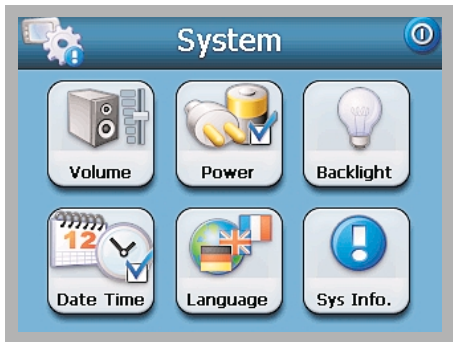 System
Volume
Power
Backlight
12
Date Time
Language
Sys Info.